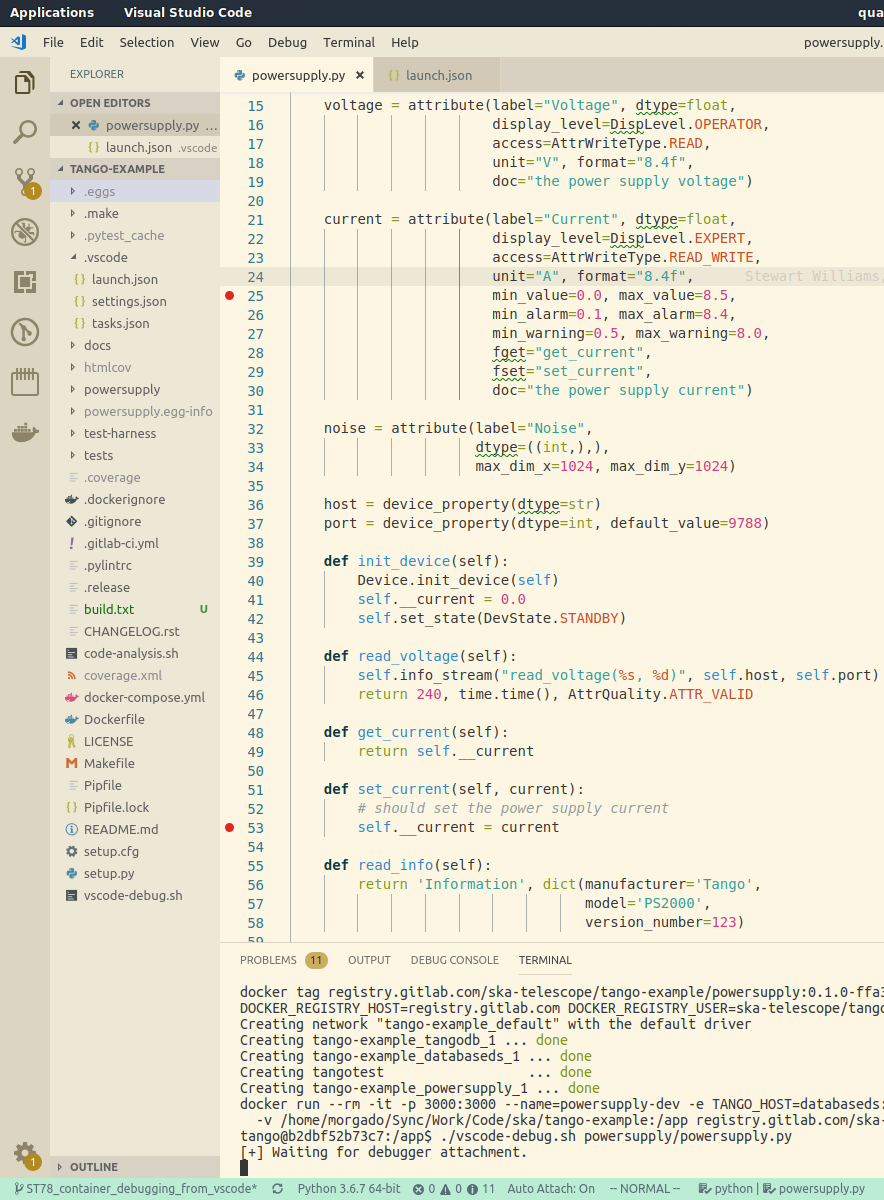 Applications Visual Studio Code qua
File Edit Selection View Go Debug Terminal Help powersupply.
EXPLORER
OPEN EDITORS
powersupply.py ...
launch.json .vscode
TANGO-EXAMPLE
.eggs
.make
.pytest_cache
.vscode
launch.json
settings.json
tasks.json
docs
htmlcov
powersupply
powersupply.egg-info
test-harness
tests
.coverage
.dockerignore
.gitignore
.gitlab-ci.yml
.pylintrc
.release
build.txt U
CHANGELOG.rst
code-analysis.sh
coverage.xml
docker-compose.yml
Dockerfile
LICENSE
Makefile
Pipfile
Pipfile.lock
README.md
setup.cfg
setup.py
vscode-debug.sh
OUTLINE
1
1
powersupply.py × launch.json
15 voltage = attribute(label="Voltage", dtype=float,
16 display_level=DispLevel.OPERATOR,
17 access=AttrWriteType.READ,
18 unit="V", format="8.4f",
19 doc="the power supply voltage")
20
21 current = attribute(label="Current", dtype=float,
22 display_level=DispLevel.EXPERT,
23 access=AttrWriteType.READ_WRITE,
24 unit="A", format="8.4f", Stewart Williams,
25 min_value=0.0, max_value=8.5,
26 min_alarm=0.1, max_alarm=8.4,
27 min_warning=0.5, max_warning=8.0,
28 fget="get_current",
29 fset="set_current",
30 doc="the power supply current")
31
32 noise = attribute(label="Noise",
33 dtype=((int,),),
34 max_dim_x=1024, max_dim_y=1024)
35
36 host = device_property(dtype=str)
37 port = device_property(dtype=int, default_value=9788)
38
39 def init_device(self):
40 Device.init_device(self)
41 self.__current = 0.0
42 self.set_state(DevState.STANDBY)
43
44 def read_voltage(self):
45 self.info_stream("read_voltage(%s, %d)", self.host, self.port)
46 return 240, time.time(), AttrQuality.ATTR_VALID
47
48 def get_current(self):
49 return self.__current
50
51 def set_current(self, current):
52 # should set the power supply current
53 self.__current = current
54
55 def read_info(self):
56 return 'Information', dict(manufacturer='Tango',
57 model='PS2000',
58 version_number=123)
59
PROBLEMS 11 OUTPUT DEBUG CONSOLE TERMINAL
docker tag registry.gitlab.com/ska-telescope/tango-example/powersupply:0.1.0-ffa3
DOCKER_REGISTRY_HOST=registry.gitlab.com DOCKER_REGISTRY_USER=ska-telescope/tang
Creating network "tango-example_default" with the default driver
Creating tango-example_tangodb_1 ... done
Creating tango-example_databaseds_1 ... done
Creating tangotest ... done
Creating tango-example_powersupply_1 ... done
docker run --rm -it -p 3000:3000 --name=powersupply-dev -e TANGO_HOST=databaseds:
-v /home/morgado/Sync/Work/Code/ska/tango-example:/app registry.gitlab.com/ska-
tango@b2dbf52b73c7:/app$ ./vscode-debug.sh powersupply/powersupply.py
[+] Waiting for debugger attachment.
ST78_container_debugging_from_vscode* Python 3.6.7 64-bit 0 0 11 Auto Attach: On -- NORMAL -- python | powersupply.py